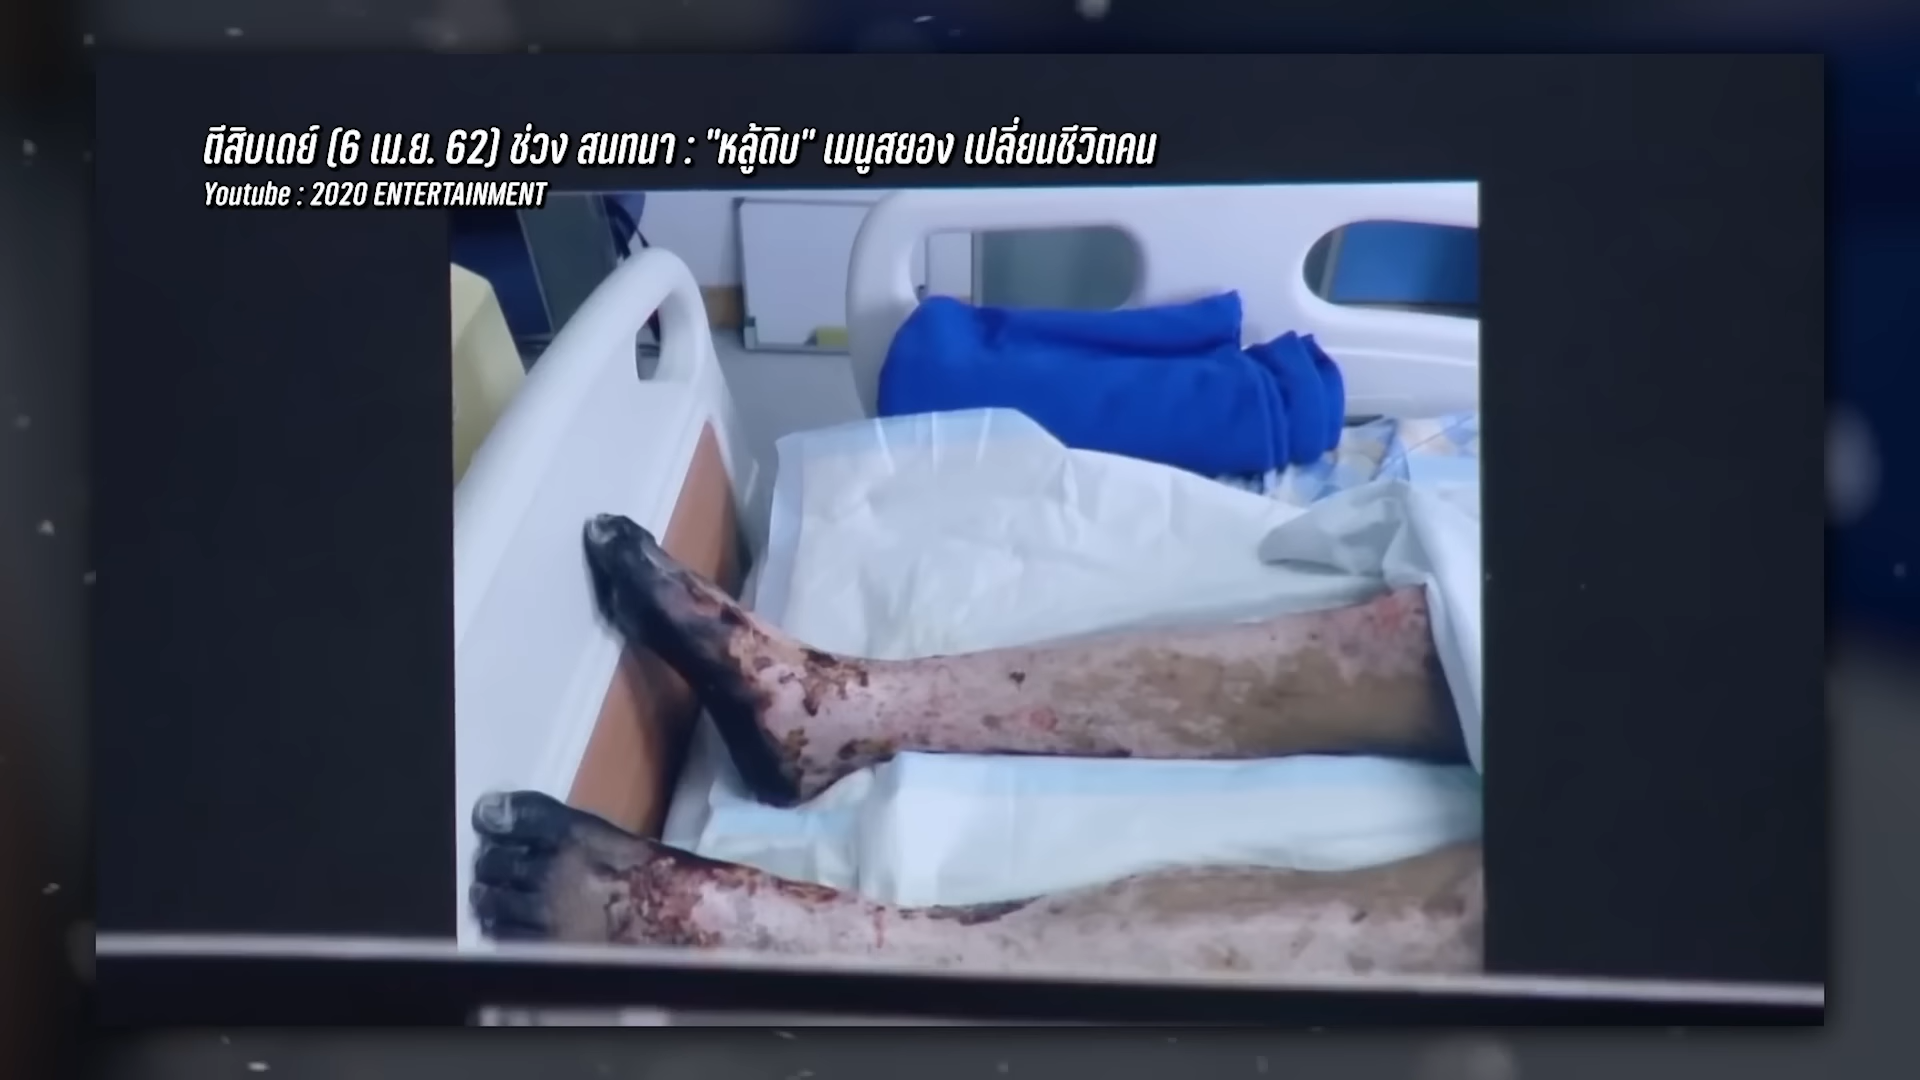 ตีสิบเดย์ (6 เม.ย. 62) ช่วง สนทนา : "หลู้ดิบ" เมนูสยอง เปลี่ยนชีวิตคน
Youtube : 2020 ENTERTAINMENT